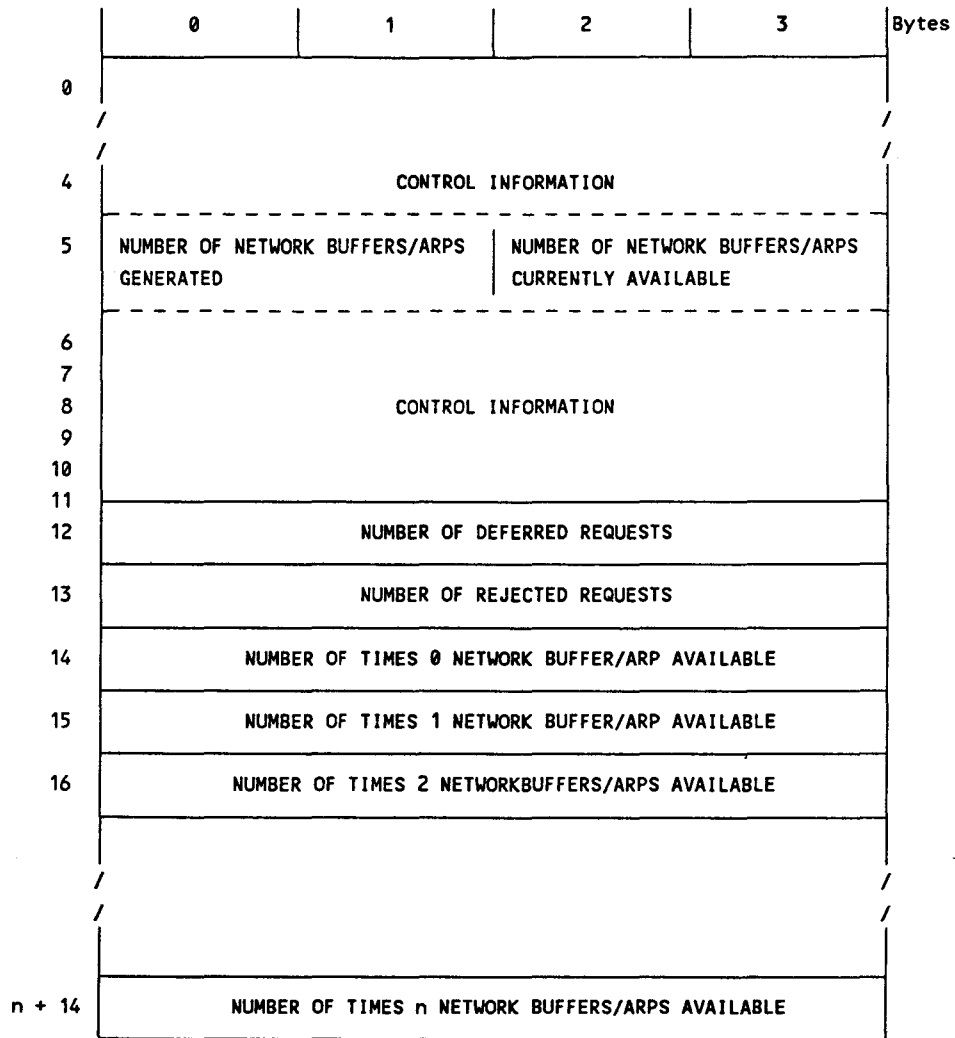 0 1 2 3 Bytes
0
4 CONTROL INFORMATION
5 NUMBER OF NETWORK BUFFERS/ARPS NUMBER OF NETWORK BUFFERS/ARPS
GENERATED CURRENTLY AVAILABLE
6
7
8 CONTROL INFORMATION
9
10
11
12 NUMBER OF DEFERRED REQUESTS
13 NUMBER OF REJECTED REQUESTS
14 NUMBER OF TIMES 0 NETWORK BUFFER/ARP AVAILABLE
15 NUMBER OF TIMES 1 NETWORK BUFFER/ARP AVAILABLE
16 NUMBER OF TIMES 2 NETWORKBUFFERS/ARPS AVAILABLE
n + 14 NUMBER OF TIMES n NETWORK BUFFERS/ARPS AVAILABLE